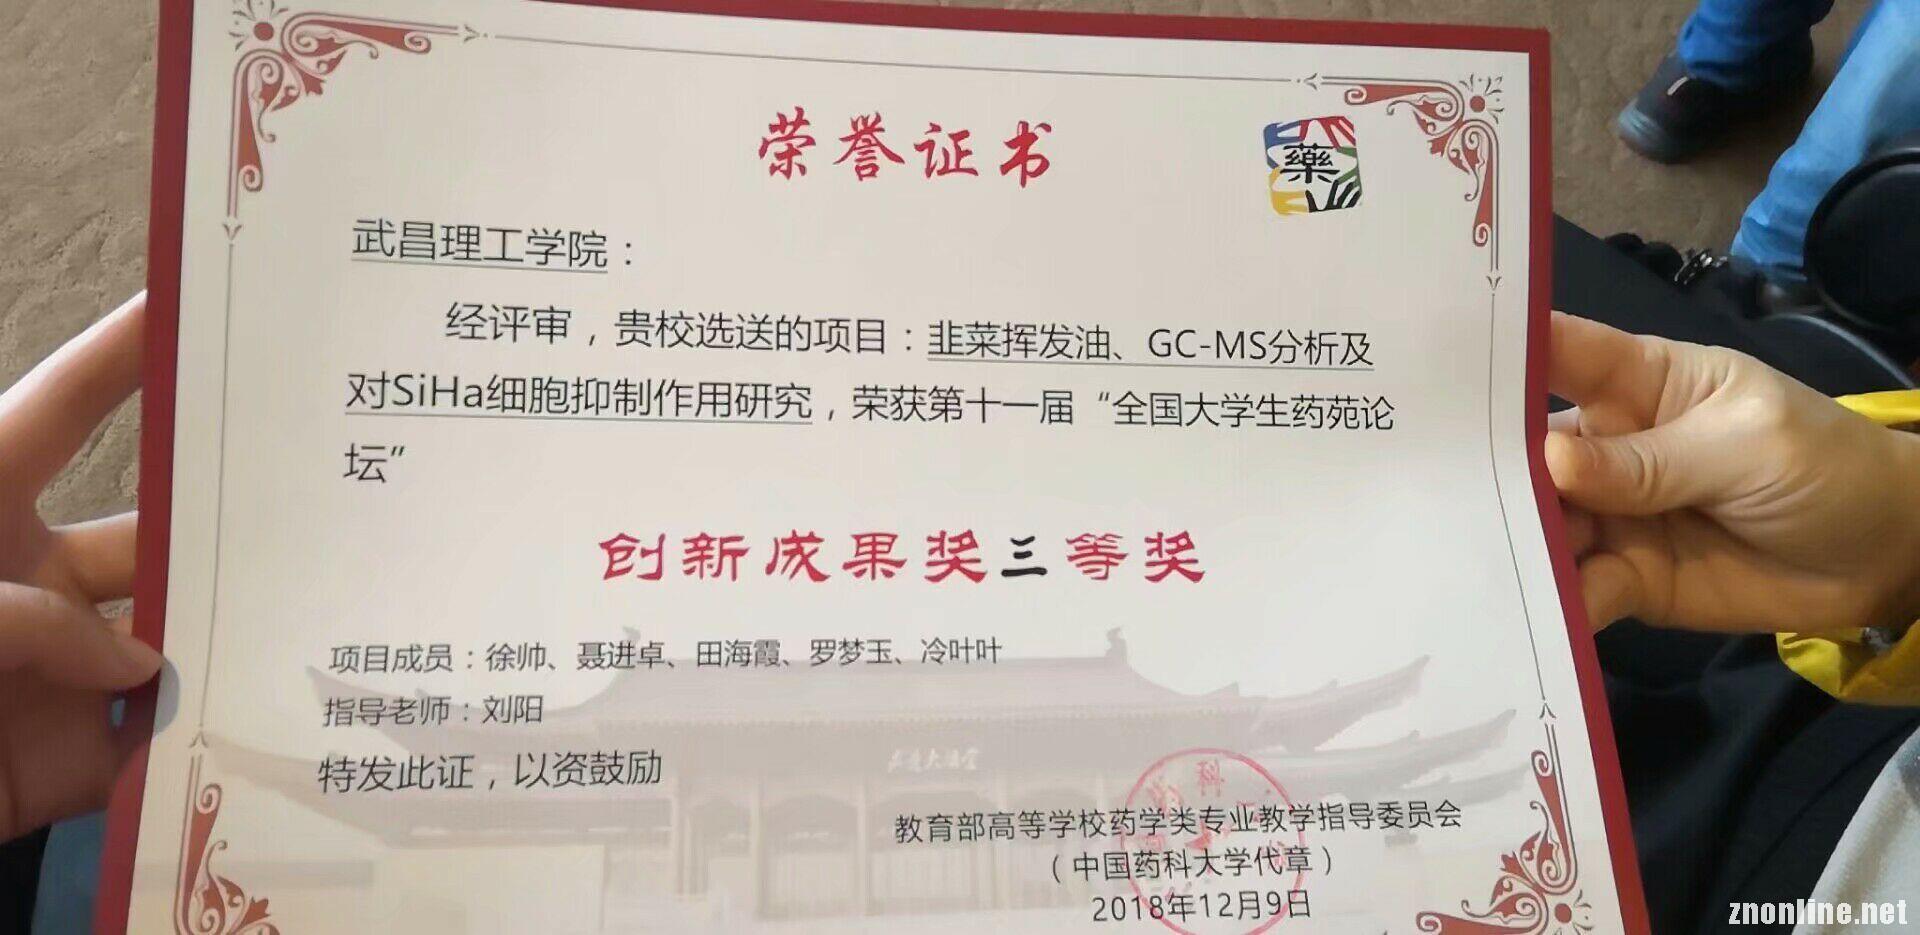 荣誉证书
藥
武昌理工学院：
经评审，贵校选送的项目：韭菜挥发油、GC-MS分析及
对SiHa细胞抑制作用研究，荣获第十一届“全国大学生药苑论
坛”
创新成果奖三等奖
项目成员：徐帅、聂进卓、田海霞、罗梦玉、冷叶叶
指导老师：刘阳
特发此证，以资鼓励
教育部高等学校药学类专业教学指导委员会
（中国药科大学代章）
2018年12月9日
znonline.net